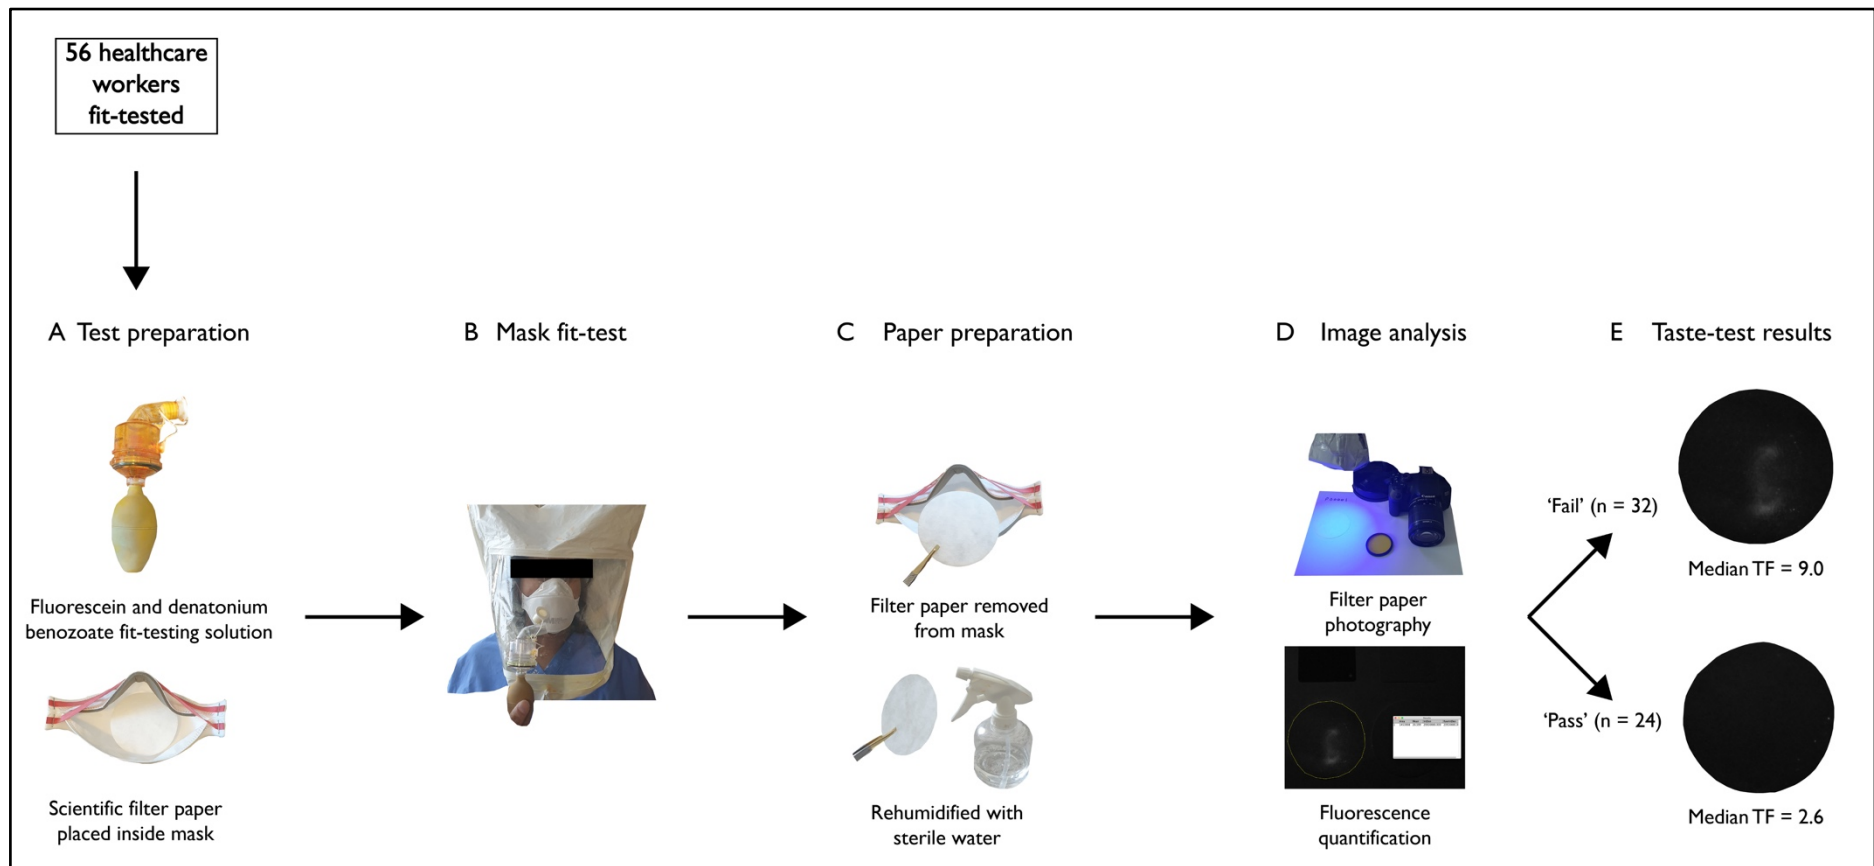 56 healthcare
workers
fit-tested
A Test preparation
B Mask fit-test
C Paper preparation
D Image analysis
E Taste-test results
Fluorescein and denatonium
benozoate fit-testing solution
Scientific filter paper
placed inside mask
Filter paper removed
from mask
Rehumidified with
sterile water
Filter paper
photography
Fluorescence
quantification
‘Fail’ (n = 32)
Median TF = 9.0
‘Pass’ (n = 24)
Median TF = 2.6